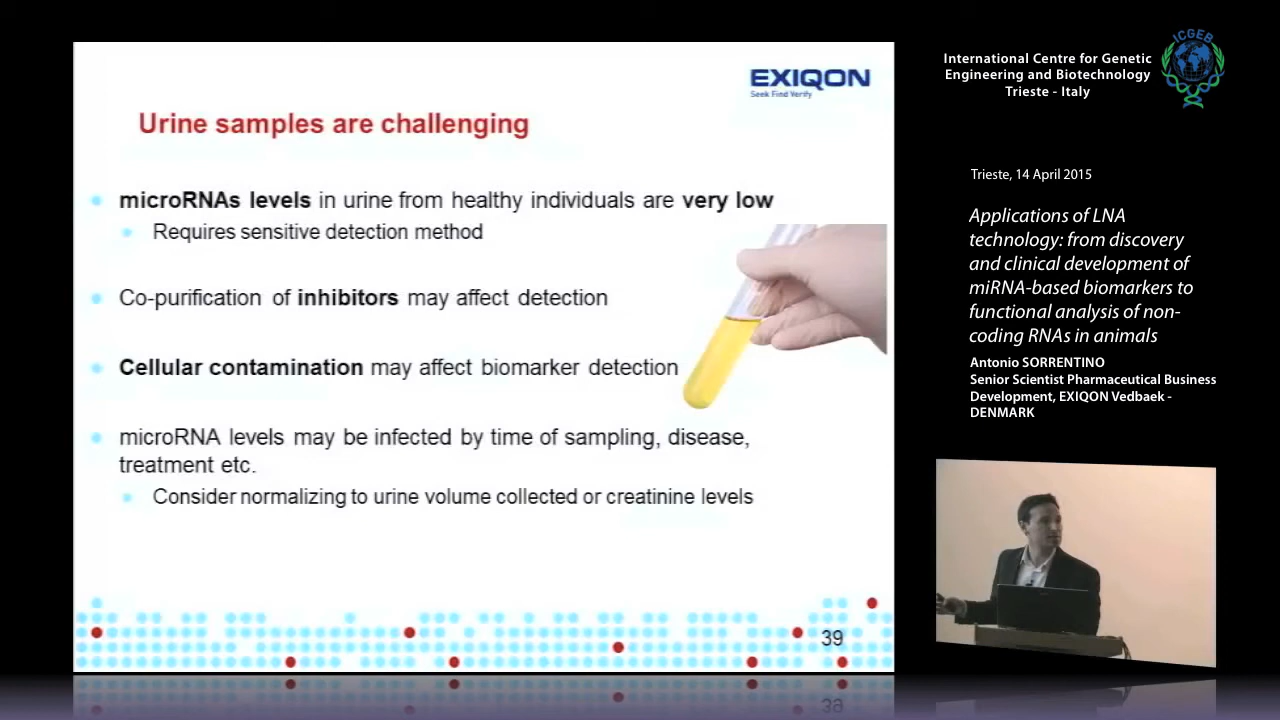 EXIQON
Seek Find Verify
Urine samples are challenging
microRNAs levels in urine from healthy individuals are very low
Requires sensitive detection method
Co-purification of inhibitors may affect detection
Cellular contamination may affect biomarker detection
microRNA levels may be infected by time of sampling, disease,
treatment etc.
Consider normalizing to urine volume collected or creatinine levels
39
ICGEB
International Centre for Genetic
Engineering and Biotechnology
Trieste - Italy
Trieste, 14 April 2015
Applications of LNA
technology: from discovery
and clinical development of
miRNA-based biomarkers to
functional analysis of non-
coding RNAs in animals
Antonio SORRENTINO
Senior Scientist Pharmaceutical Business
Development, EXIQON Vedbaek -
DENMARK